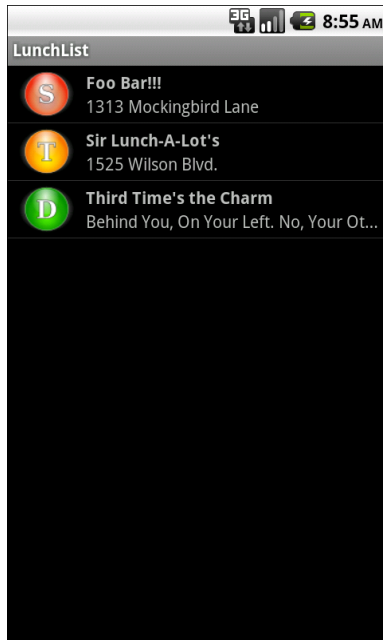 3G 8:55 AM
LunchList
S
Foo Bar!!!
1313 Mockingbird Lane
T
Sir Lunch-A-Lot's
1525 Wilson Blvd.
D
Third Time's the Charm
Behind You, On Your Left. No, Your Ot...